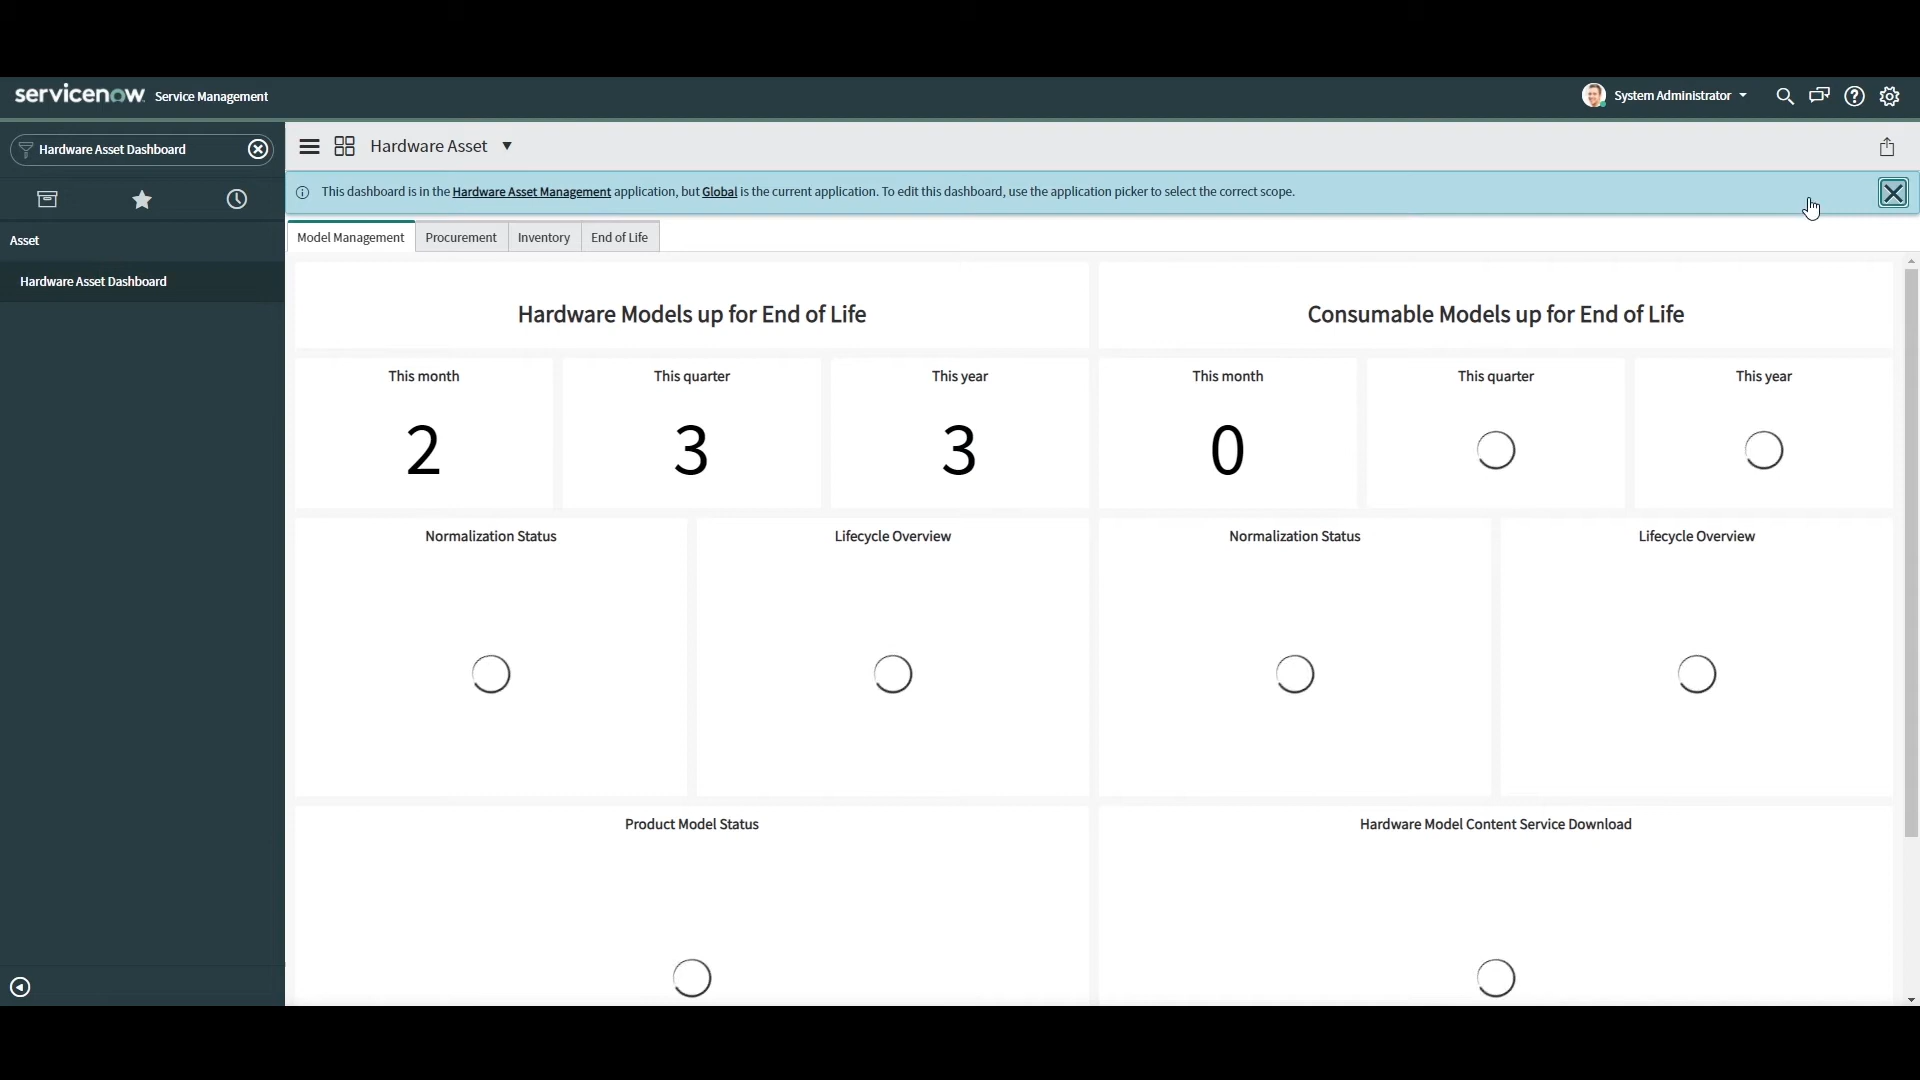 servicenow Service Management
System Administrator
Hardware Asset Dashboard
Hardware Asset
This dashboard is in the Hardware Asset Management application, but Global is the current application. To edit this dashboard, use the application picker to select the correct scope.
Asset
Hardware Asset Dashboard
Model Management Procurement Inventory End of Life
Hardware Models up for End of Life
Consumable Models up for End of Life
This month This quarter This year This month This quarter This year
2 3 3 0
Normalization Status Lifecycle Overview Normalization Status Lifecycle Overview
Product Model Status Hardware Model Content Service Download